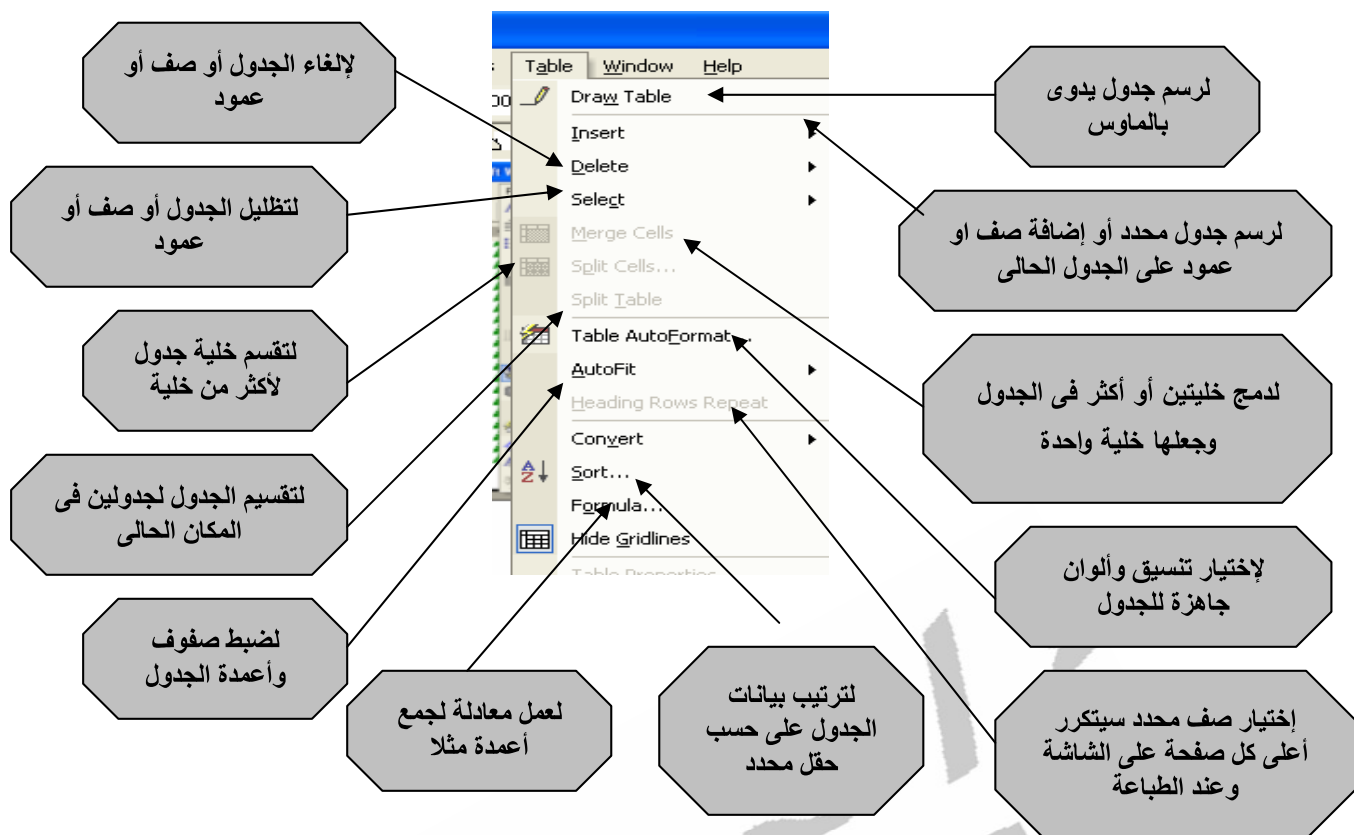 Table Window Help
Draw Table
Insert
Delete
Select
Merge Cells
Split Cells...
Split Table
Table AutoFormat...
AutoFit
Heading Rows Repeat
Convert
Sort...
Formula...
Hide Gridlines
Table Properties
لرسم جدول يدوى
بالماوس
لرسم جدول محدد أو إضافة صف او
عمود على الجدول الحالى
لدمج خليتين أو أكثر فى الجدول
وجعلها خلية واحدة
لإختيار تنسيق وألوان
جاهزة للجدول
إختيار صف محدد سيتكرر
أعلى كل صفحة على الشاشة
وعند الطباعة
لإلغاء الجدول أو صف أو
عمود
لتظليل الجدول أو صف أو
عمود
لتقسم خلية جدول
لأكثر من خلية
لتقسيم الجدول لجدولين فى
المكان الحالى
لضبط صفوف
وأعمدة الجدول
لعمل معادلة لجمع
أعمدة مثلا
لترتيب بيانات
الجدول على حسب
حقل محدد